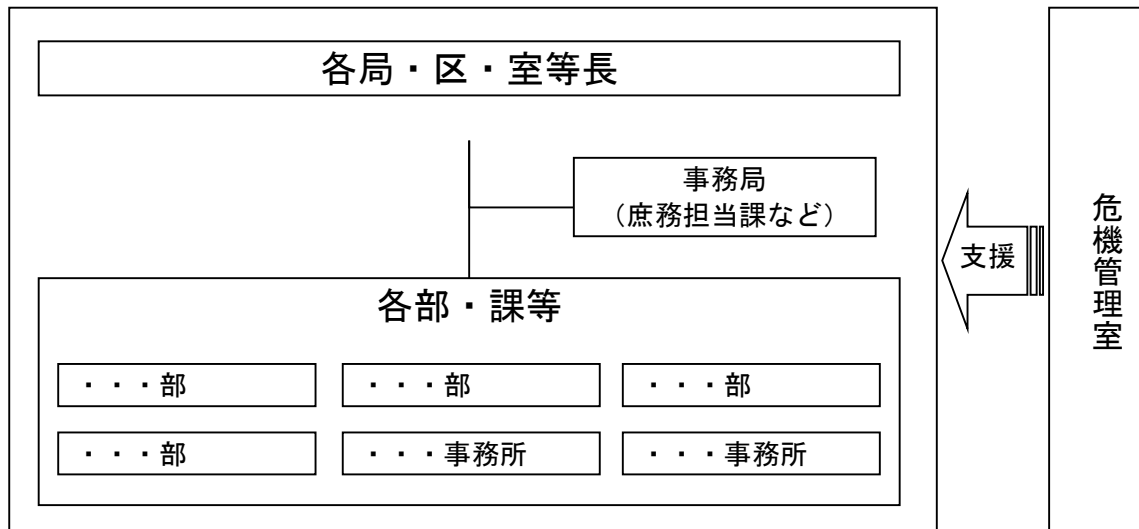 各局・区・室等長
事務局
（庶務担当課など）
各部・課等
・・・部
・・・部
・・・部
・・・部
・・・事務所
・・・事務所
支援
危機管理室